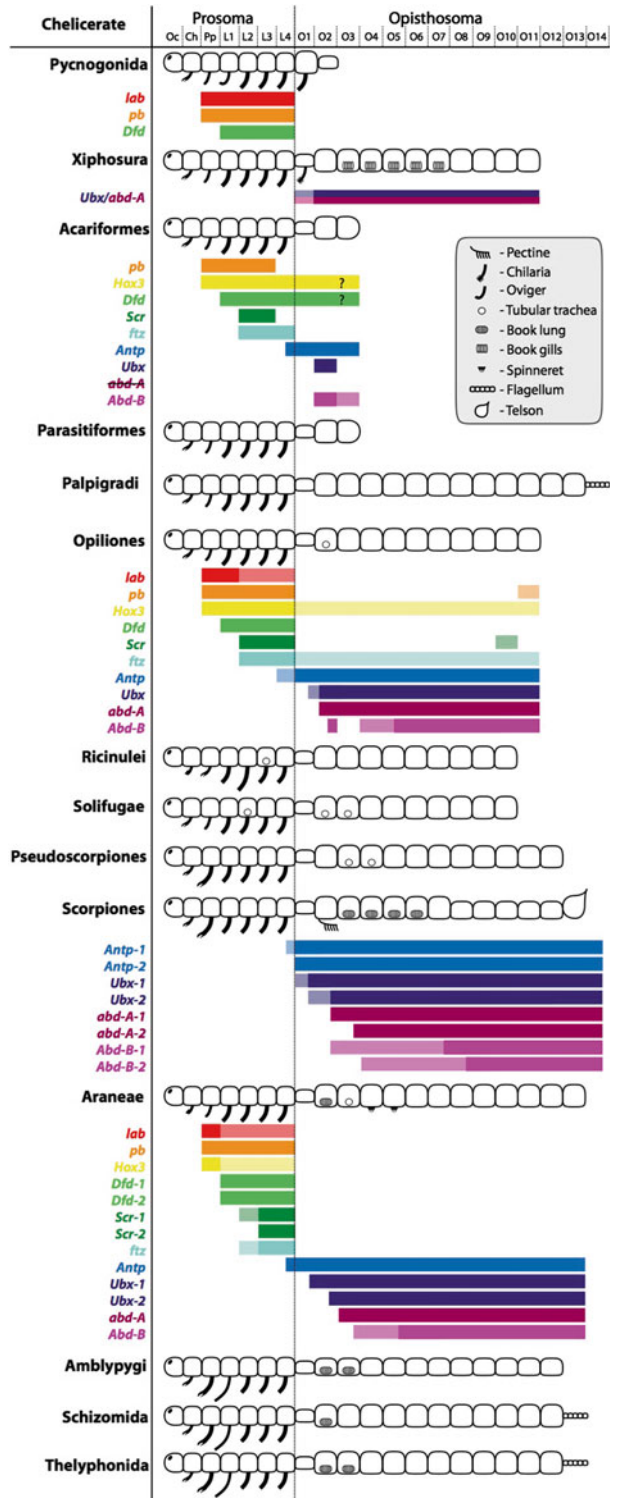 Chelicerate Prosoma Opisthosoma
Oc Ch Pp L1 L2 L3 L4 O1 O2 O3 O4 O5 O6 O7 O8 O9 O10 O11 O12 O13 O14
Pycnogonida
lab
pb
Dfd
Xiphosura
Ubx/abd-A
Acariformes
pb
Hox3 ?
Dfd ?
Scr
ftz
Antp
Ubx
abd-A
Abd-B
- Pectine
- Chilaria
- Oviger
- Tubular trachea
- Book lung
- Book gills
- Spinneret
- Flagellum
- Telson
Parasitiformes
Palpigradi
Opiliones
lab
pb
Hox3
Dfd
Scr
ftz
Antp
Ubx
abd-A
Abd-B
Ricinulei
Solifugae
Pseudoscorpiones
Scorpiones
Antp-1
Antp-2
Ubx-1
Ubx-2
abd-A-1
abd-A-2
Abd-B-1
Abd-B-2
Araneae
lab
pb
Hox3
Dfd-1
Dfd-2
Scr-1
Scr-2
ftz
Antp
Ubx-1
Ubx-2
abd-A
Abd-B
Amblypygi
Schizomida
Thelyphonida